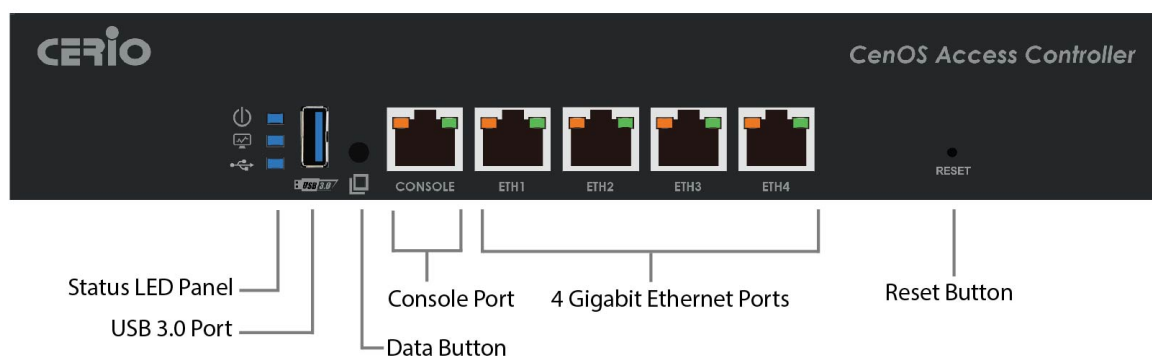 CERIO
CenOS Access Controller
USB 3.0
CONSOLE ETH1 ETH2 ETH3 ETH4
RESET
Status LED Panel
Console Port
4 Gigabit Ethernet Ports
Reset Button
USB 3.0 Port
Data Button